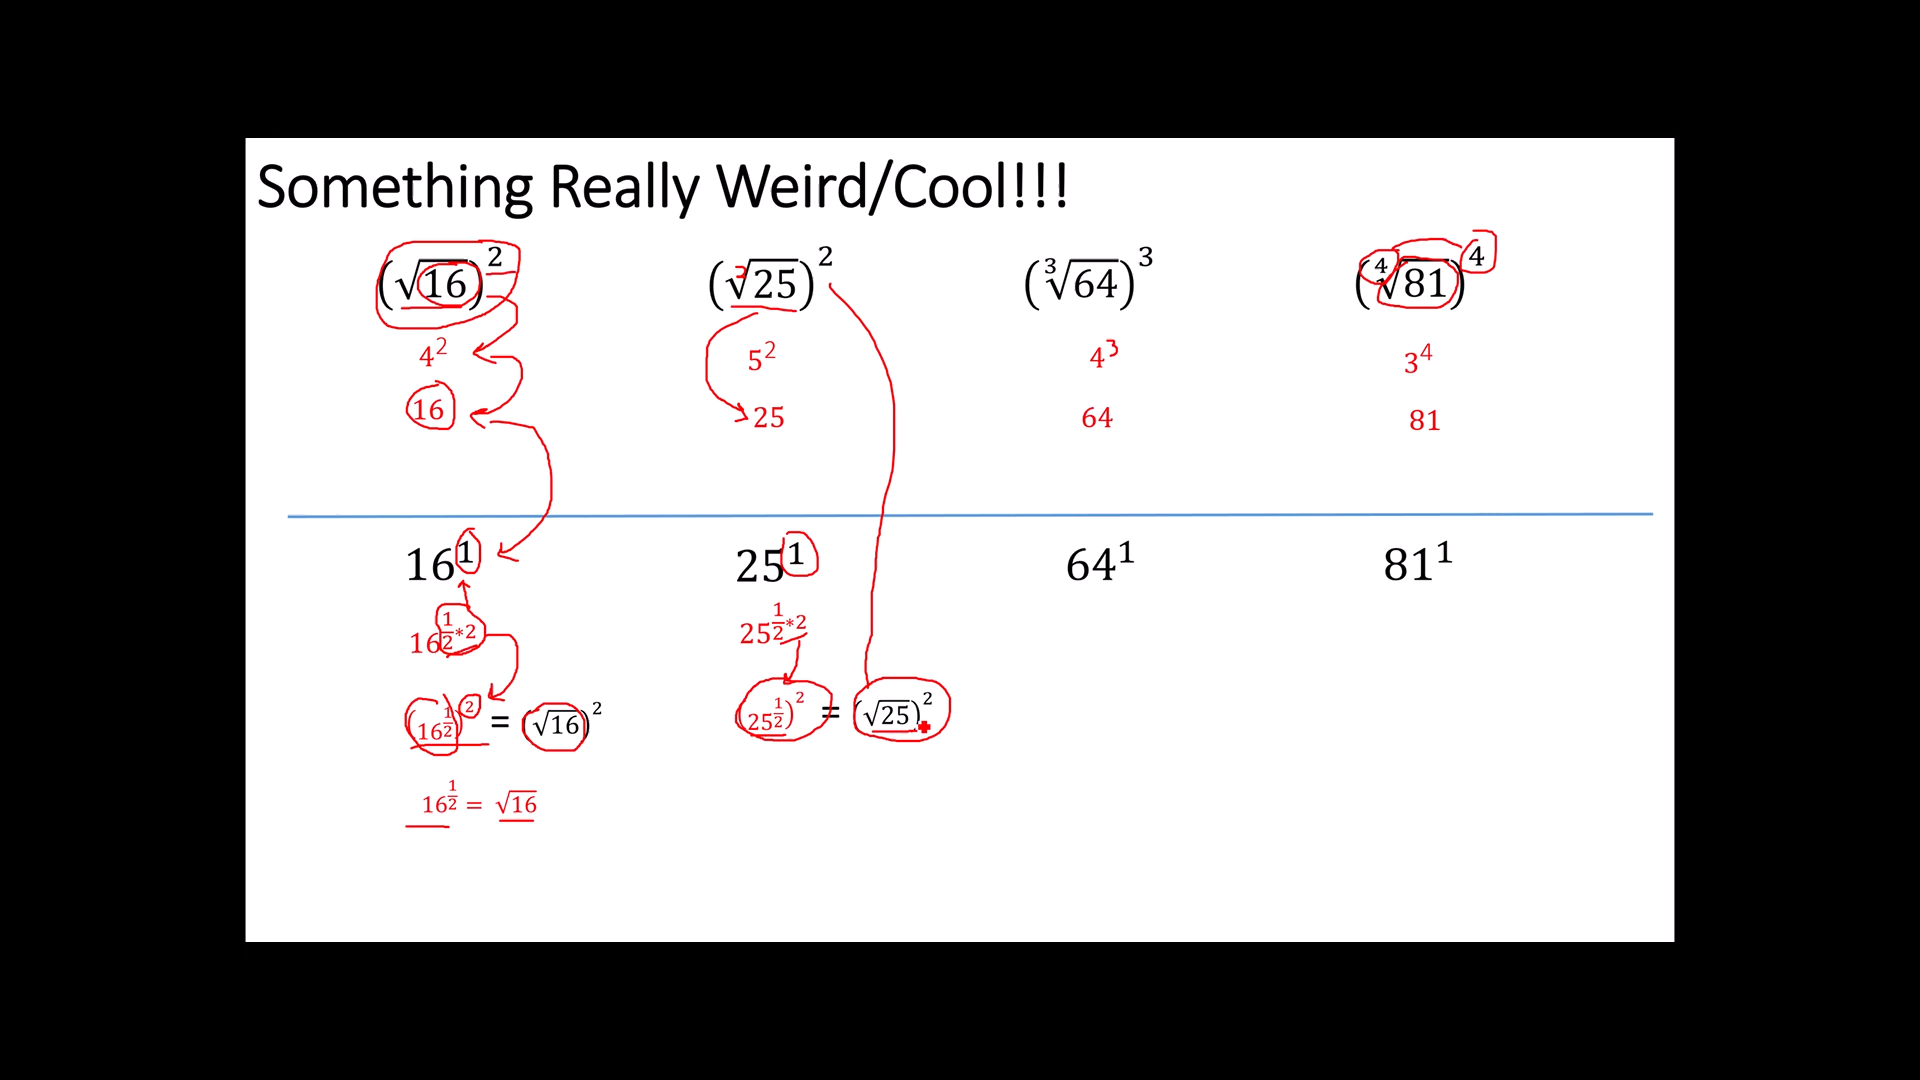 Something Really Weird/Cool!!!
(√16)² (∛25)² (∛64)³ (∜81)⁴
4² 5² 4³ 3⁴
16 25 64 81
16¹ 25¹ 64¹ 81¹
16^(1/2*2) 25^(1/2*2)
(16^(1/2))² = (√16)² (25^(1/2))² = (√25)²
16^(1/2) = √16